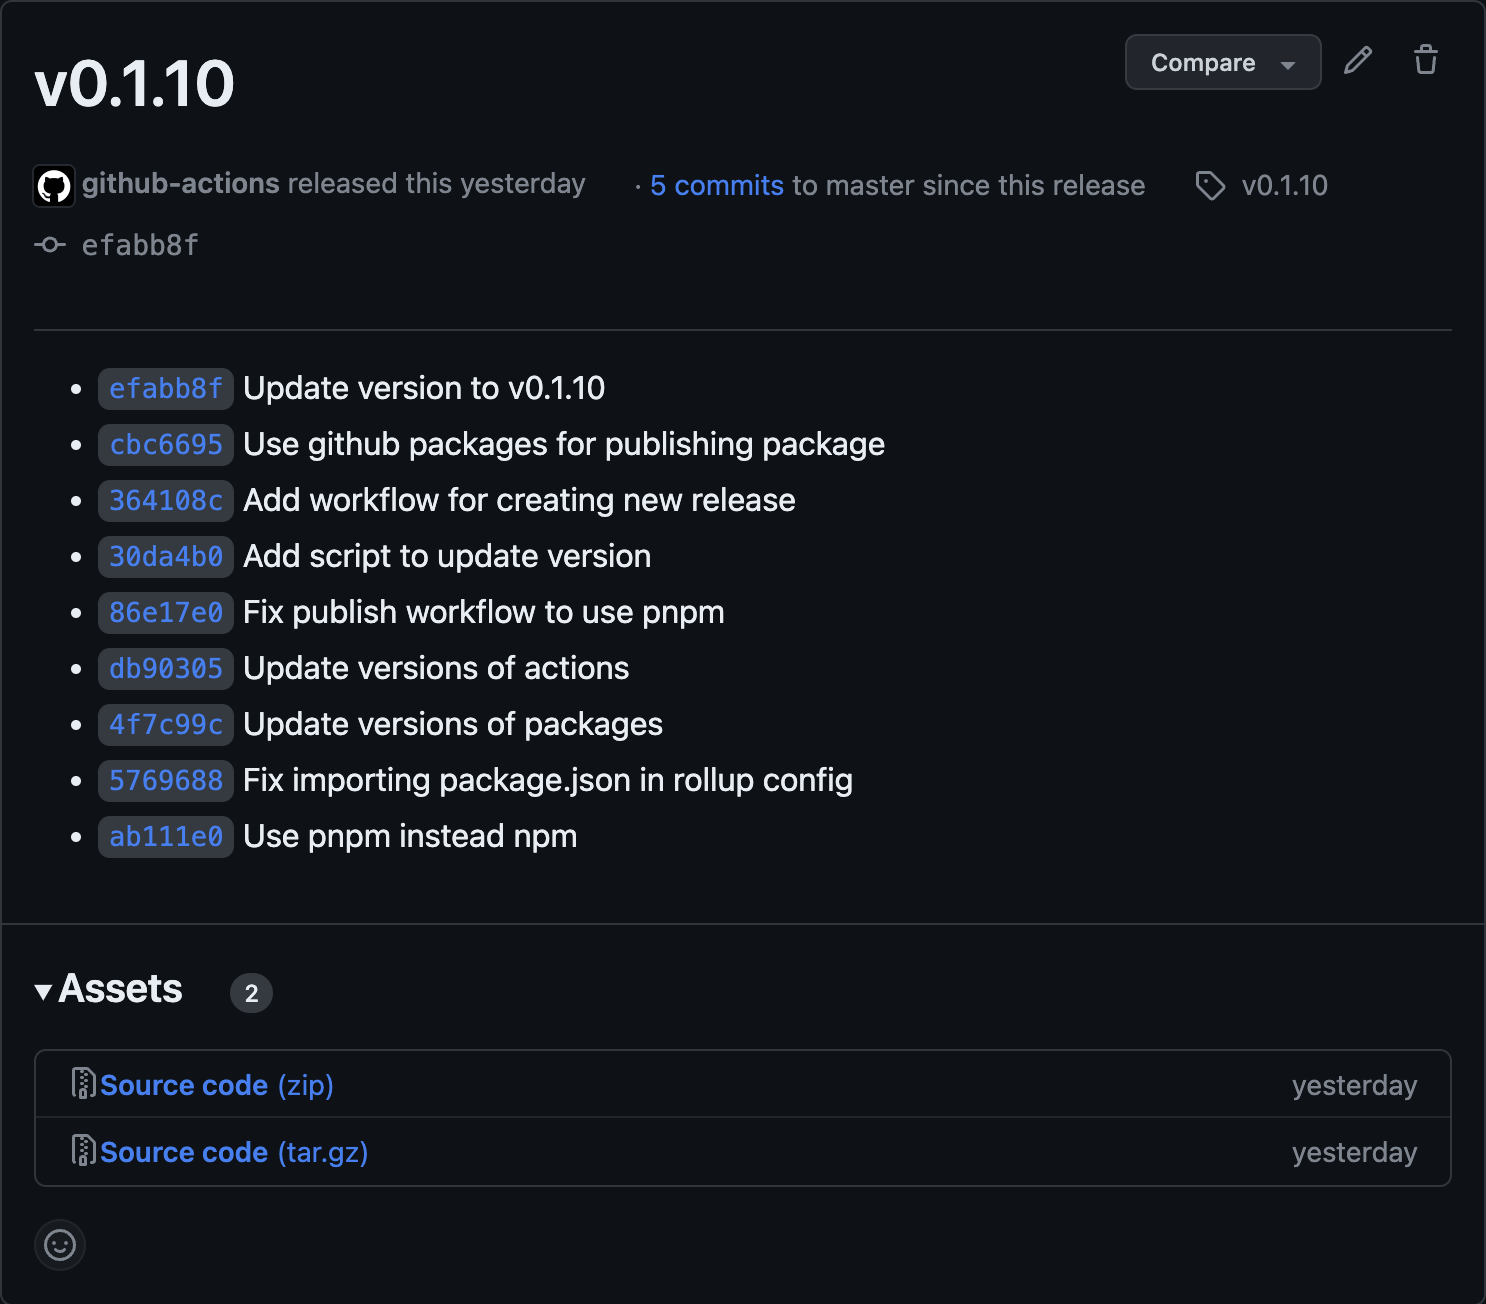 v0.1.10
Compare
github-actions released this yesterday · 5 commits to master since this release v0.1.10
efabb8f
• efabb8f Update version to v0.1.10
• cbc6695 Use github packages for publishing package
• 364108c Add workflow for creating new release
• 30da4b0 Add script to update version
• 86e17e0 Fix publish workflow to use pnpm
• db90305 Update versions of actions
• 4f7c99c Update versions of packages
• 5769688 Fix importing package.json in rollup config
• ab111e0 Use pnpm instead npm
Assets 2
Source code (zip) yesterday
Source code (tar.gz) yesterday